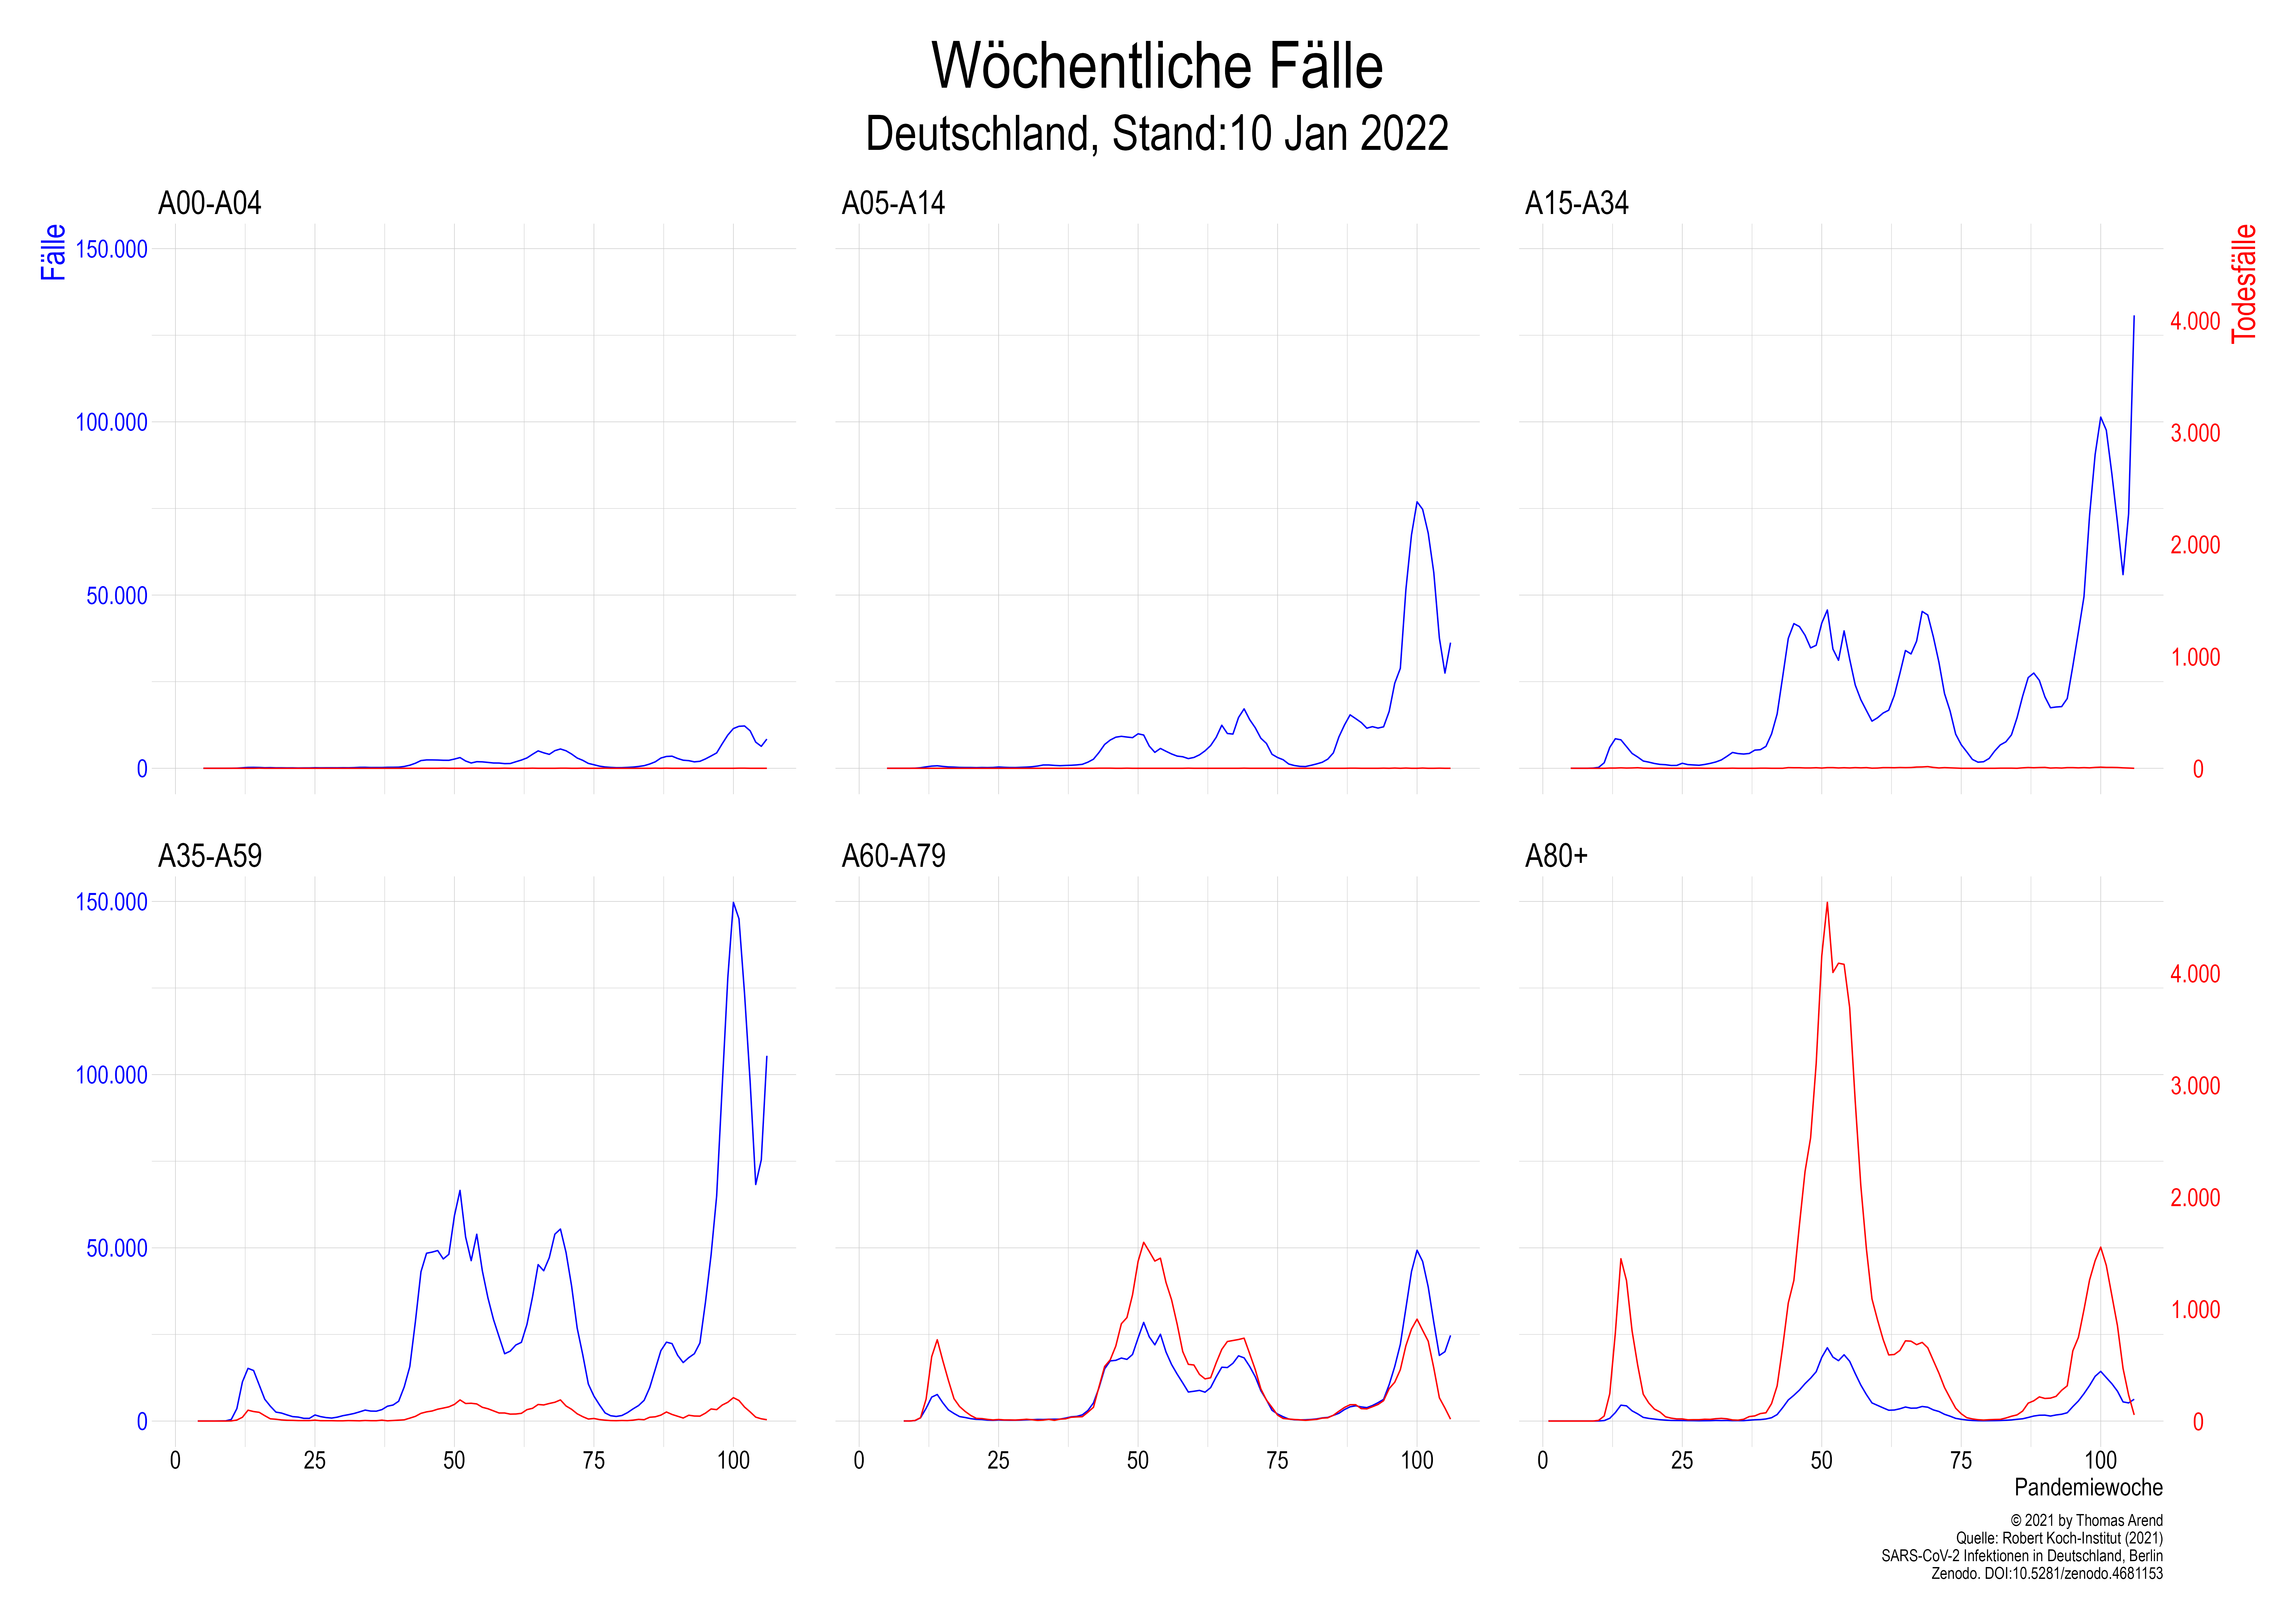 Wöchentliche Fälle
Deutschland, Stand:10 Jan 2022
A00-A04
A05-A14
A15-A34
Fälle
150.000
100.000
50.000
0
Todesfälle
4.000
3.000
2.000
1.000
0
A35-A59
A60-A79
A80+
150.000
100.000
50.000
0
4.000
3.000
2.000
1.000
0
0 25 50 75 100
0 25 50 75 100
0 25 50 75 100
Pandemiewoche
© 2021 by Thomas Arend
Quelle: Robert Koch-Institut (2021)
SARS-CoV-2 Infektionen in Deutschland, Berlin
Zenodo. DOI:10.5281/zenodo.4681153